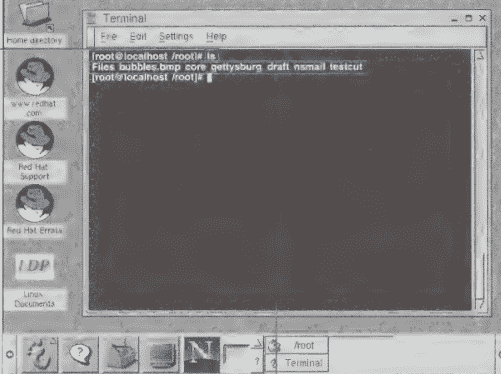 Terminal
File Edit Settings Help
[root@localhost /root]# ls
Files bubbles.bmp core gettysburg draft nsmail testcut
[root@localhost /root]#
Home directory
www.redhat.
com
Red Hat
Support
Red Hat Errata
LDP
Linux
Documents
N
?
/root
?
Terminal